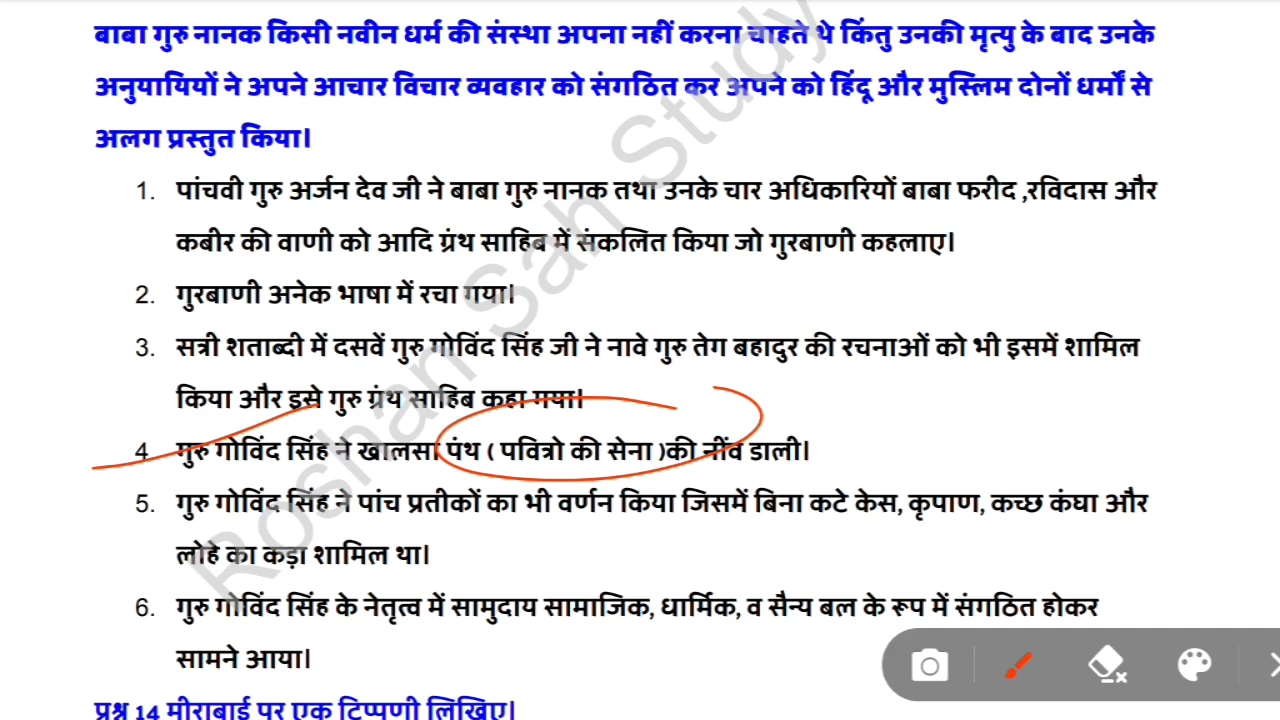 बाबा गुरु नानक किसी नवीन धर्म की संस्था अपना नहीं करना चाहते थे किंतु उनकी मृत्यु के बाद उनके
अनुयायियों ने अपने आचार विचार व्यवहार को संगठित कर अपने को हिंदू और मुस्लिम दोनों धर्मों से
अलग प्रस्तुत किया।
1. पांचवी गुरु अर्जन देव जी ने बाबा गुरु नानक तथा उनके चार अधिकारियों बाबा फरीद ,रविदास और
कबीर की वाणी को आदि ग्रंथ साहिब में संकलित किया जो गुरबाणी कहलाए।
2. गुरबाणी अनेक भाषा में रचा गया।
3. सत्री शताब्दी में दसवें गुरु गोविंद सिंह जी ने नावे गुरु तेग बहादुर की रचनाओं को भी इसमें शामिल
किया और इसे गुरु ग्रंथ साहिब कहा गया।
4 गुरु गोविंद सिंह ने खालसा पंथ ( पवित्रो की सेना )की नींव डाली।
5. गुरु गोविंद सिंह ने पांच प्रतीकों का भी वर्णन किया जिसमें बिना कटे केस, कृपाण, कच्छ कंघा और
लोहे का कड़ा शामिल था।
6. गुरु गोविंद सिंह के नेतृत्व में सामुदाय सामाजिक, धार्मिक, व सैन्य बल के रूप में संगठित होकर
सामने आया।
प्रश्न 14 मीराबाई पर एक टिप्पणी लिखिए।
Roshan Sah Study